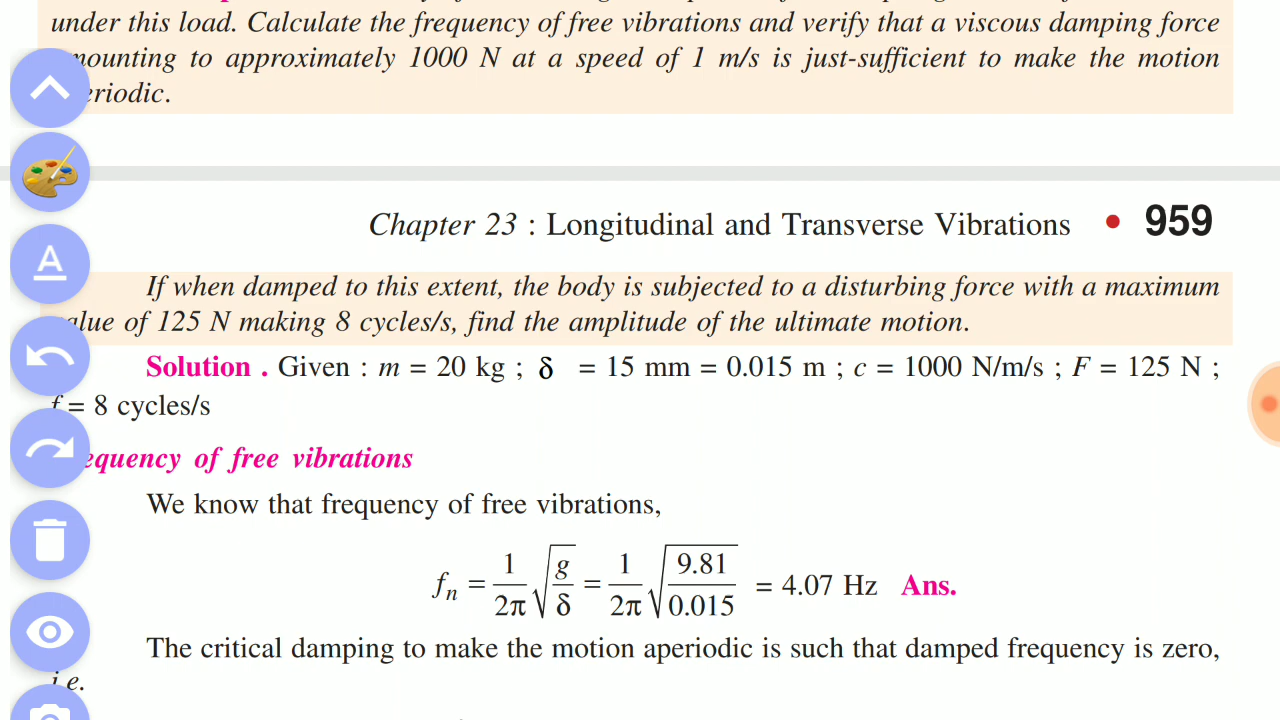 under this load. Calculate the frequency of free vibrations and verify that a viscous damping force
to approximately 1000 N at a speed of 1 m/s is just-sufficient to make the motion
Chapter 23 : Longitudinal and Transverse Vibrations • 959
If when damped to this extent, the body is subjected to a disturbing force with a maximum
of 125 N making 8 cycles/s, find the amplitude of the ultimate motion.
Solution . Given : m = 20 kg ; δ = 15 mm = 0.015 m ; c = 1000 N/m/s ; F = 125 N ;
f = 8 cycles/s
of free vibrations
We know that frequency of free vibrations,
fₙ = 1/2π √(g/δ) = 1/2π √(9.81/0.015) = 4.07 Hz Ans.
The critical damping to make the motion aperiodic is such that damped frequency is zero,
i.e.